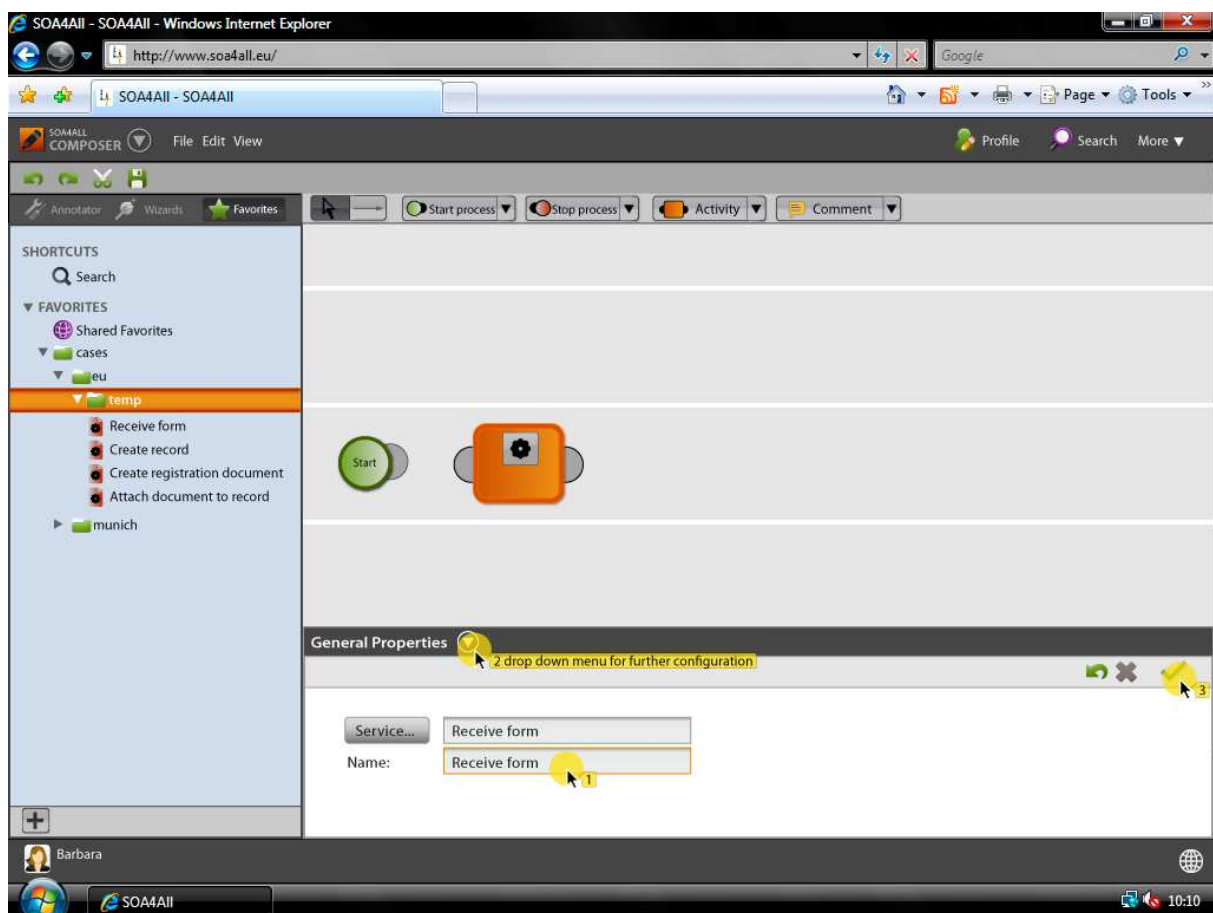 SOA4All - SOA4All - Windows Internet Explorer
http://www.soa4all.eu/
Google
SOA4All - SOA4All
Page
Tools
SOA4ALL
COMPOSER
File Edit View
Profile
Search
More
Annotator
Wizards
Favorites
Start process
Stop process
Activity
Comment
SHORTCUTS
Search
FAVORITES
Shared Favorites
cases
eu
temp
Receive form
Create record
Create registration document
Attach document to record
munich
Start
General Properties
2 drop down menu for further configuration
3
Service... Receive form
Name: Receive form
1
Barbara
SOA4All
10:10